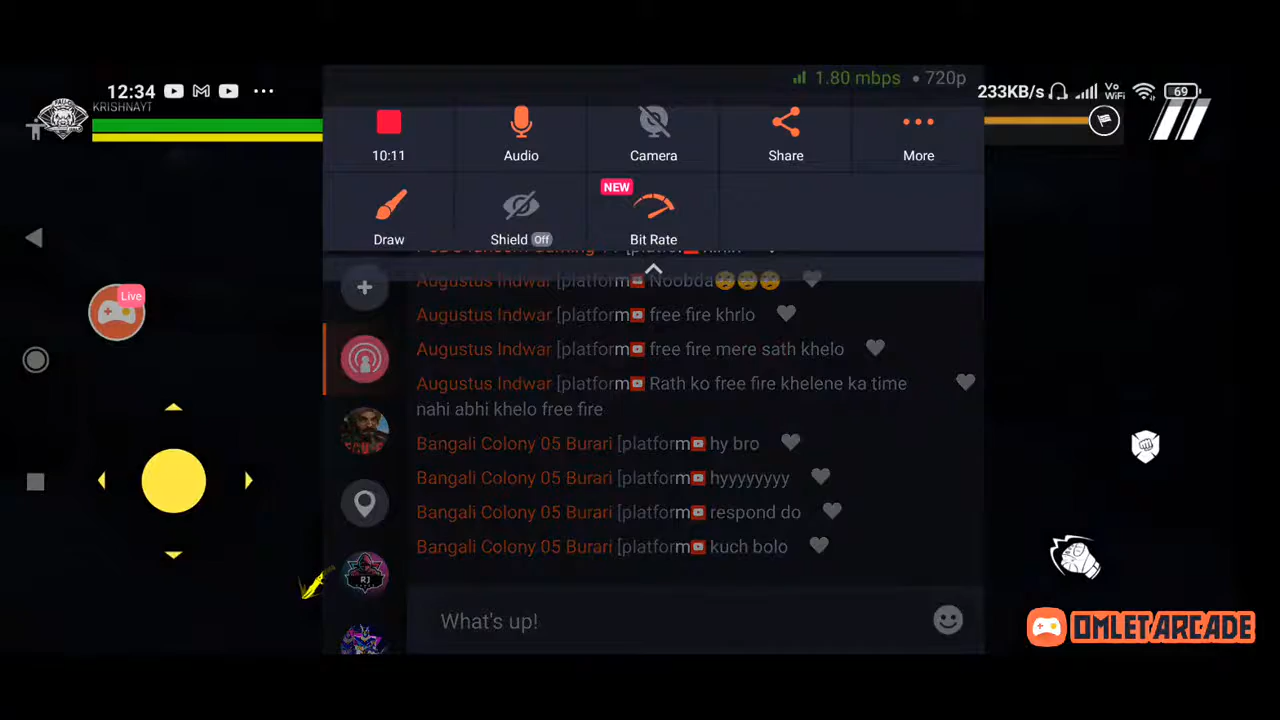 1.80 mbps • 720p
12:34
233KB/s
Vo WiFi
69
KRISHNAYT
10:11
Audio
Camera
Share
More
NEW
Draw
Shield Off
Bit Rate
Augustus Indwar [platform Noobda🥺🥺🥺
Live
Augustus Indwar [platform free fire khrlo
Augustus Indwar [platform free fire mere sath khelo
Augustus Indwar [platform Rath ko free fire khelene ka time
nahi abhi khelo free fire
Bangali Colony 05 Burari [platform hy bro
Bangali Colony 05 Burari [platform hyyyyyyyy
Bangali Colony 05 Burari [platform respond do
Bangali Colony 05 Burari [platform kuch bolo
RJ
What's up!
OMLET ARCADE